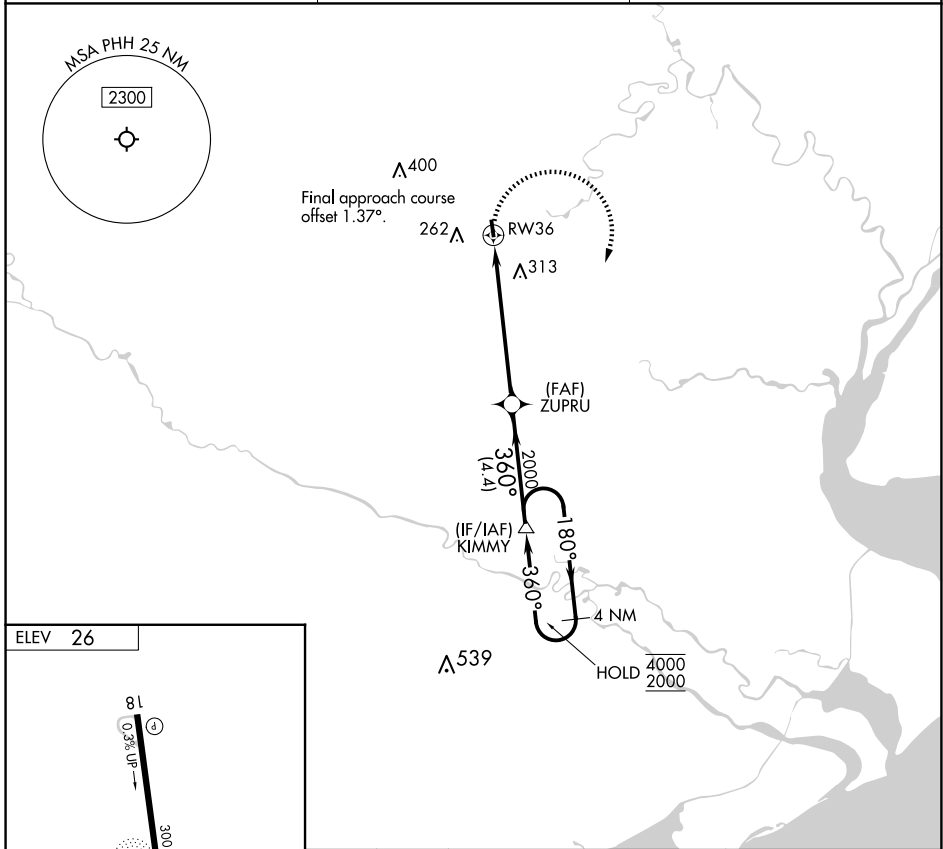 MSA PHH 25 NM
2300
400
Final approach course
offset 1.37°.
262
RW36
313
(FAF)
ZUPRU
360°
(4.4)
2000
(IF/IAF)
KIMMY
180°
360°
4 NM
HOLD 4000
2000
539
ELEV 26
18
P
0.3% UP
300